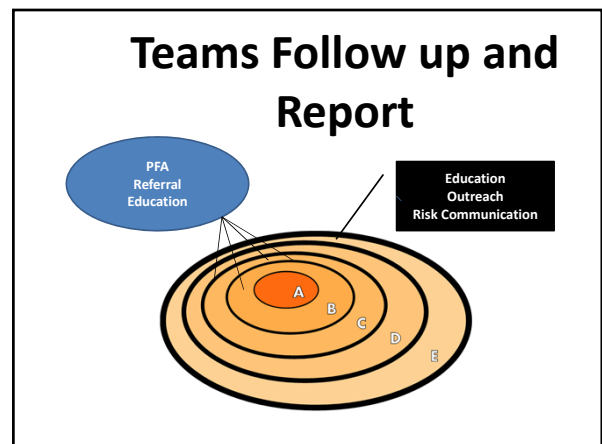 Teams Follow up and
Report
PFA
Referral
Education
Education
Outreach
Risk Communication
A
B
C
D
E